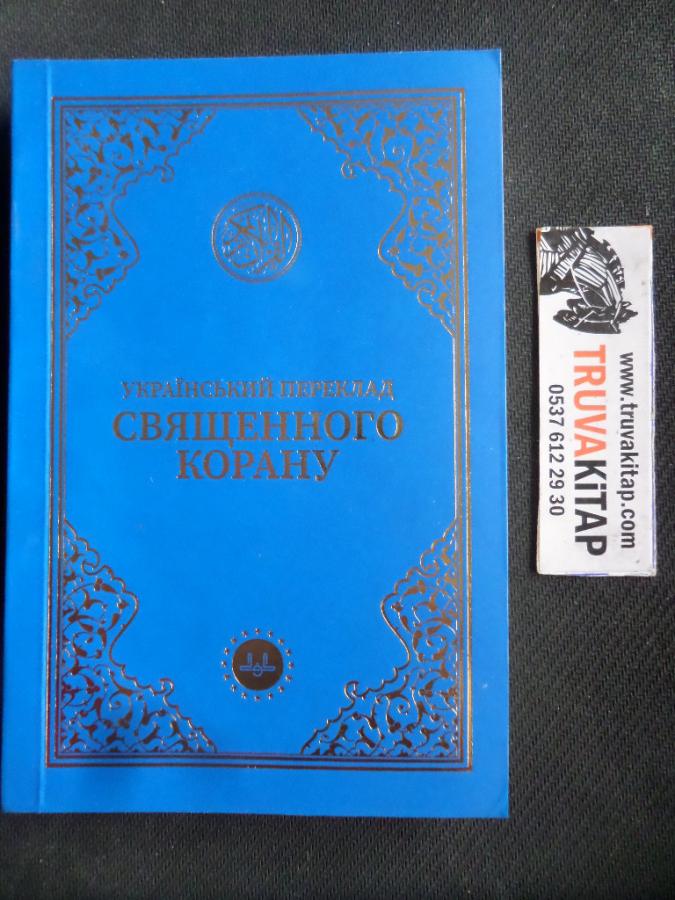 УКРАЇНСЬКИЙ ПЕРЕКЛАД
СВЯЩЕННОГО
КОРАНУ
www.truvakitap.com
TRUVAKiTAP
0537 612 29 30